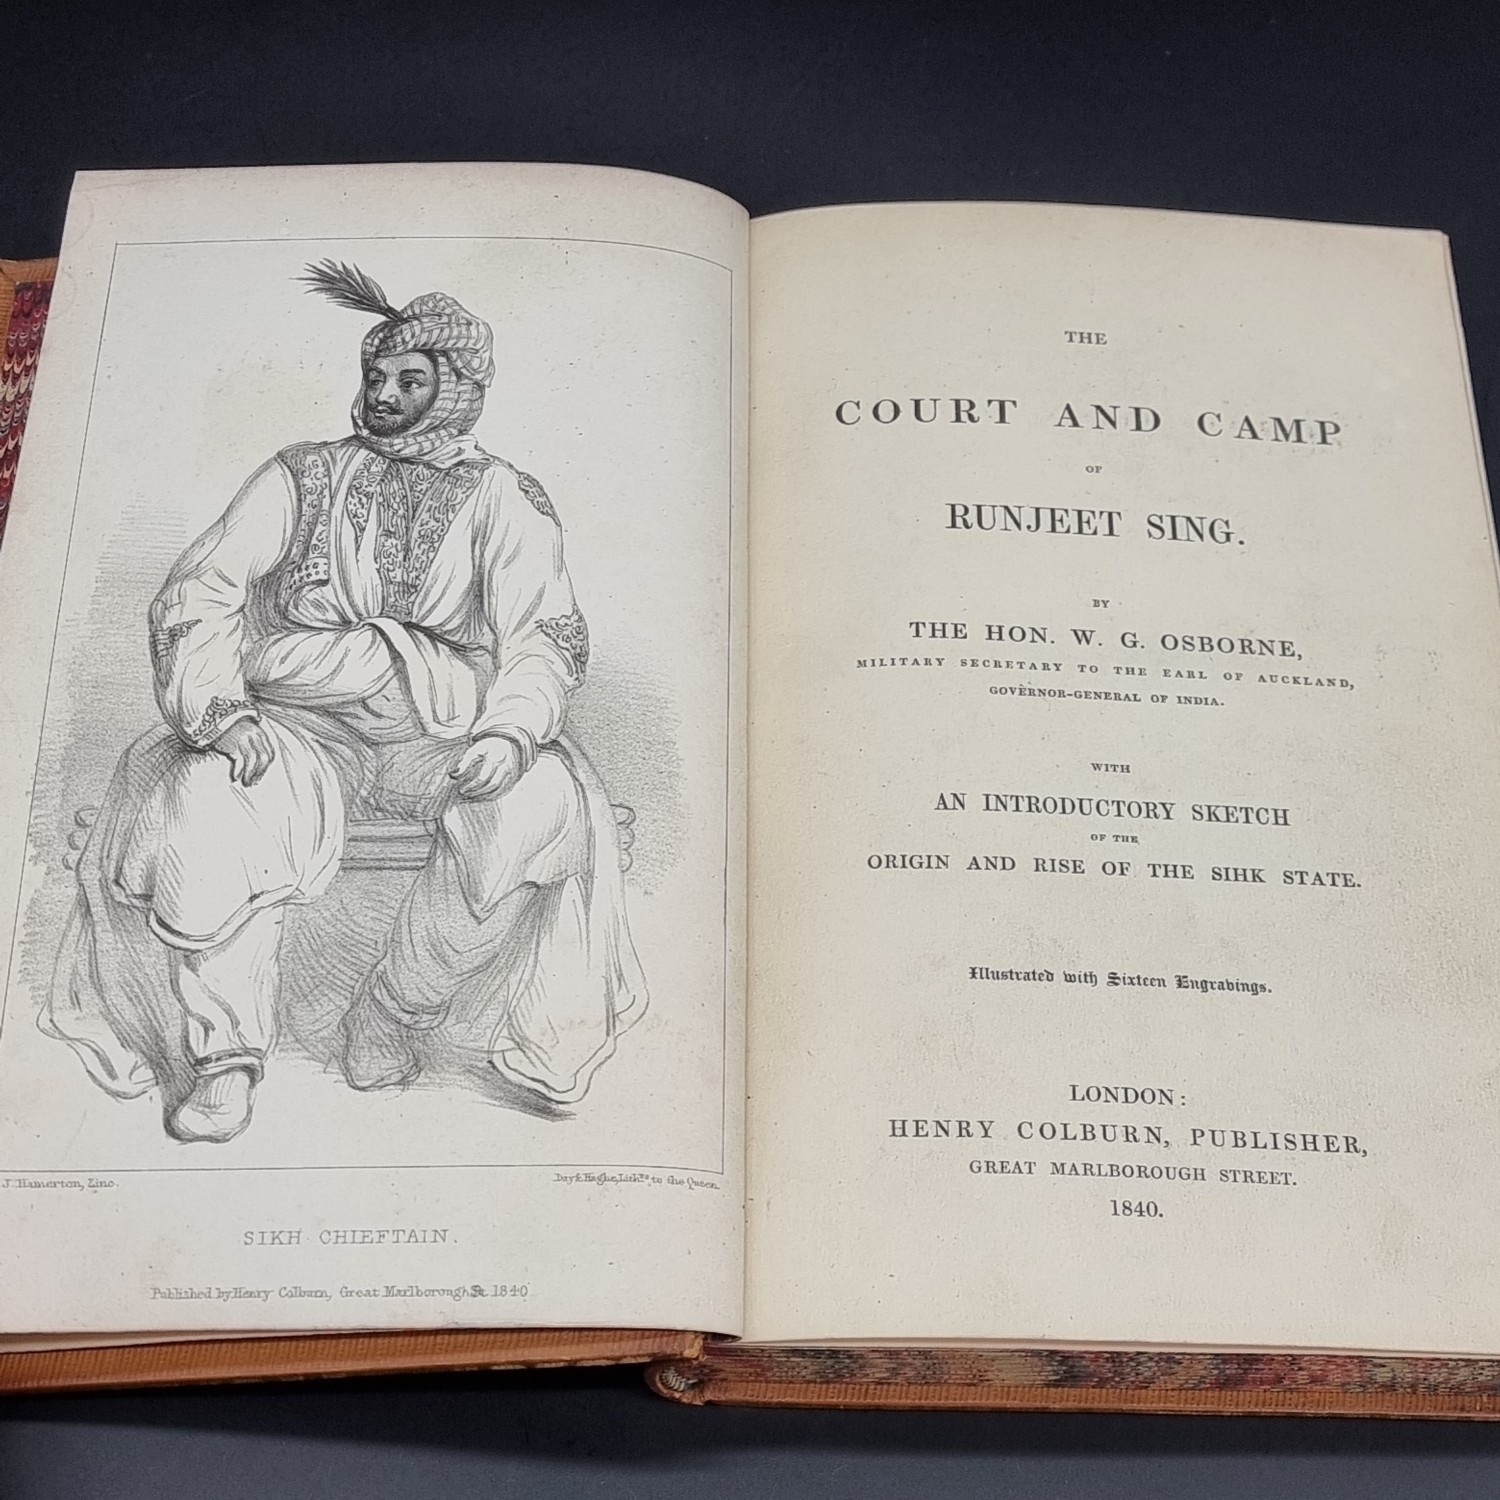 J. Hamerton, Zinc.
Day & Haghe, Lithrs to the Queen.
SIKH CHIEFTAIN.
Published by Henry Colburn, Great Marlborough St. 1840
THE
COURT AND CAMP
OF
RUNJEET SING.
BY
THE HON. W. G. OSBORNE,
MILITARY SECRETARY TO THE EARL OF AUCKLAND,
GOVERNOR-GENERAL OF INDIA.
WITH
AN INTRODUCTORY SKETCH
OF THE
ORIGIN AND RISE OF THE SIHK STATE.
Illustrated with Sixteen Engravings.
LONDON:
HENRY COLBURN, PUBLISHER,
GREAT MARLBOROUGH STREET.
1840.